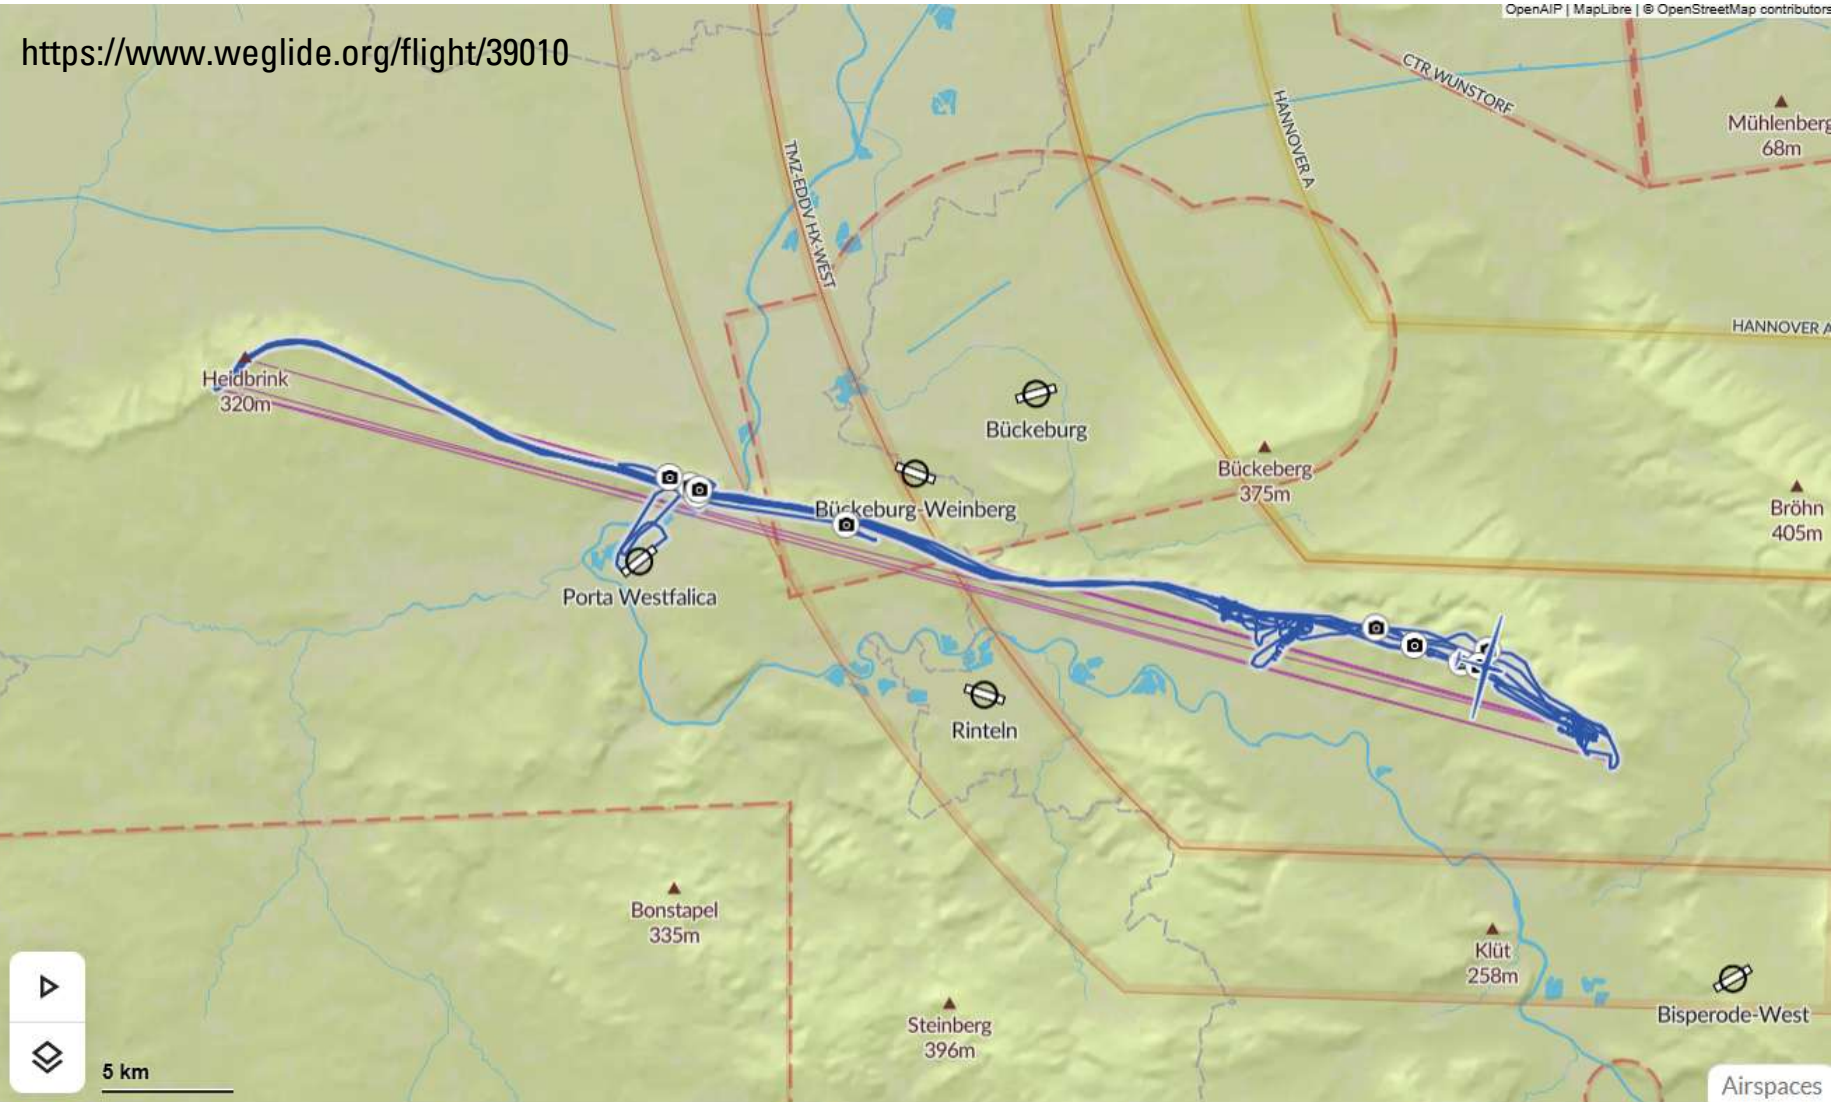 OpenAIP | MapLibre | © OpenStreetMap contributors
https://www.weglide.org/flight/39010
CTR WUNSTORF
HANNOVER A
Mühlenberg
68m
TMZ-EDDV HX-WEST
HANNOVER A
Heidbrink
320m
Bückeburg
Bückeberg
375m
Bückeburg-Weinberg
Bröhn
405m
Porta Westfalica
Rinteln
Bonstapel
335m
Klüt
258m
Steinberg
396m
Bisperode-West
5 km
Airspaces